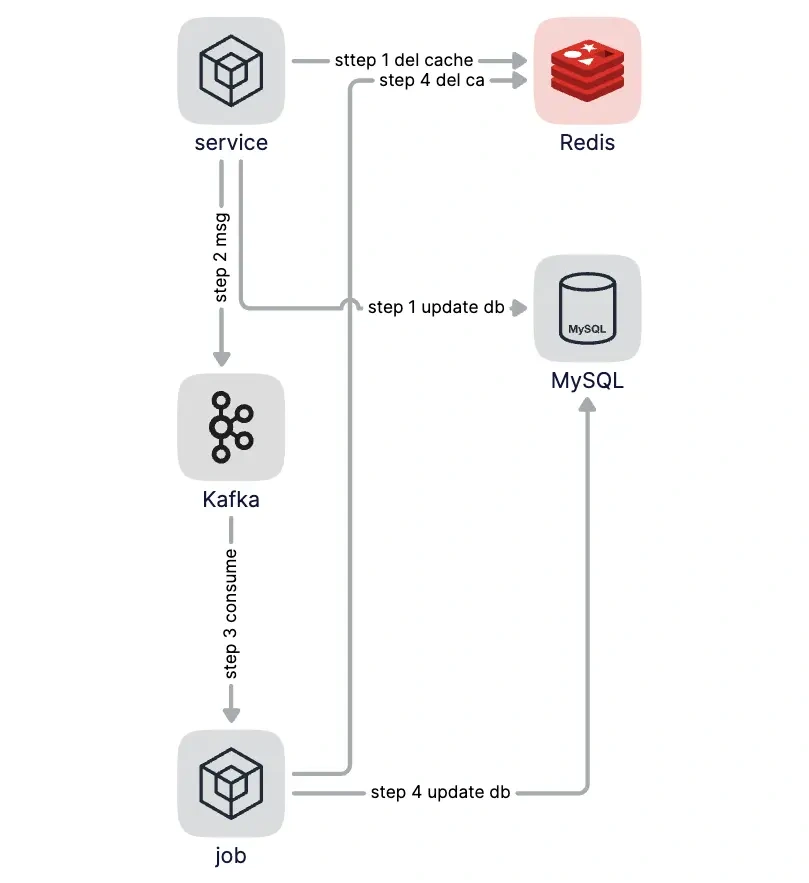 sttep 1 del cache
step 4 del ca
service
Redis
step 2 msg
step 1 update db
MySQL
MySQL
Kafka
step 3 consume
step 4 update db
job